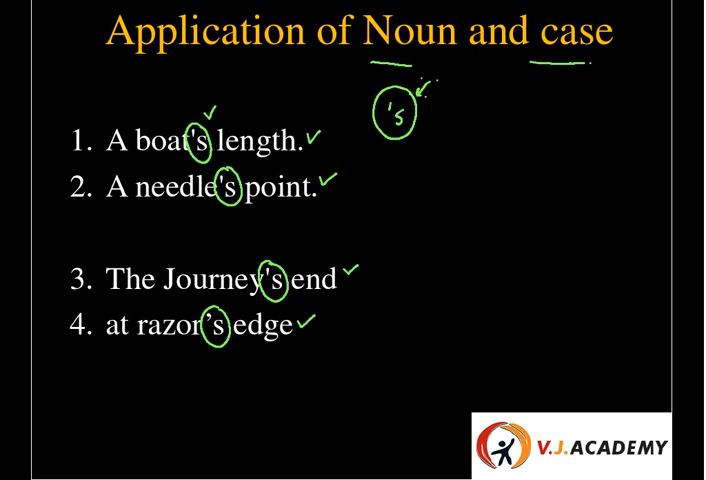 Application of Noun and case
's
1. A boat's length.
2. A needle's point.
3. The Journey's end
4. at razor's edge
V.J.ACADEMY